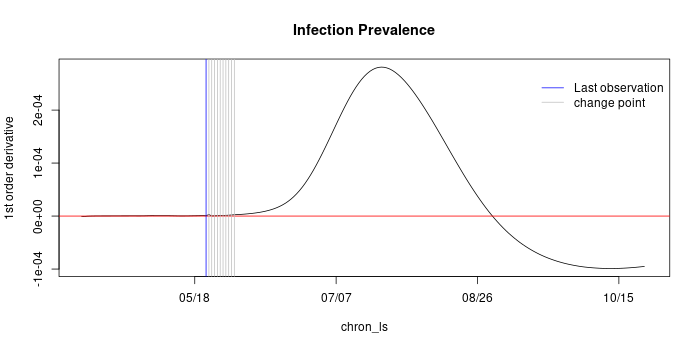 Infection Prevalence
1st order derivative
2e-04
1e-04
0e+00
-1e-04
Last observation
change point
05/18
07/07
08/26
10/15
chron_ls